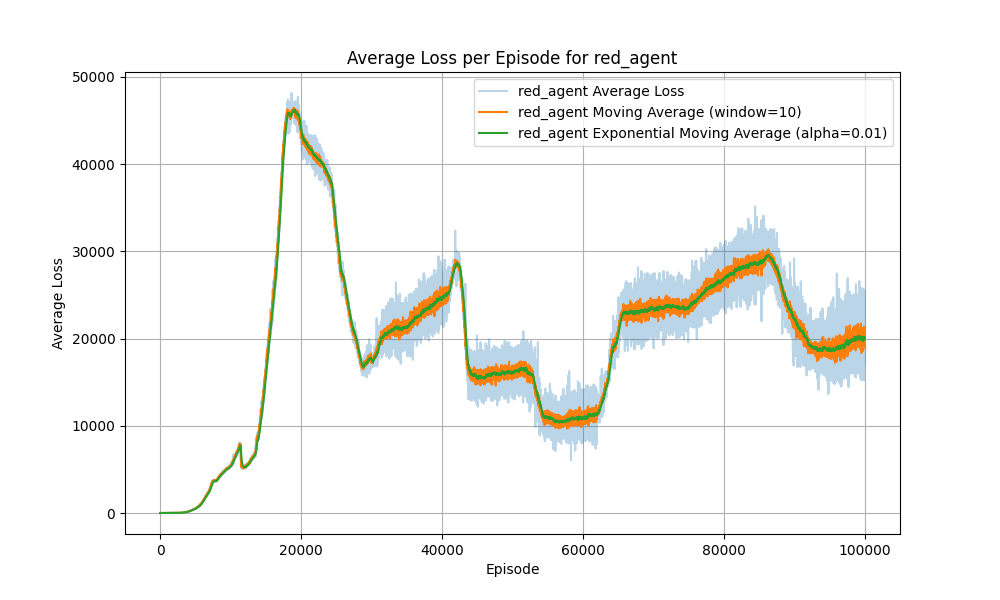 Average Loss per Episode for red_agent
red_agent Average Loss
red_agent Moving Average (window=10)
red_agent Exponential Moving Average (alpha=0.01)
Average Loss
50000
40000
30000
20000
10000
0
0 20000 40000 60000 80000 100000
Episode